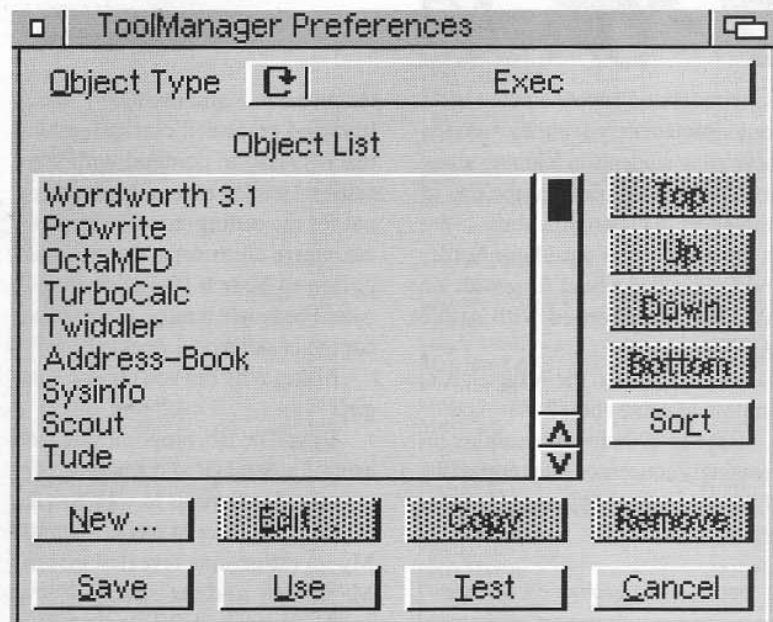 ToolManager Preferences
Object Type Exec
Object List
Wordworth 3.1
Prowrite
OctaMED
TurboCalc
Twiddler
Address-Book
Sysinfo
Scout
Tude
Top
Up
Down
Bottom
Sort
New... Edit... Copy Remove
Save Use Test Cancel